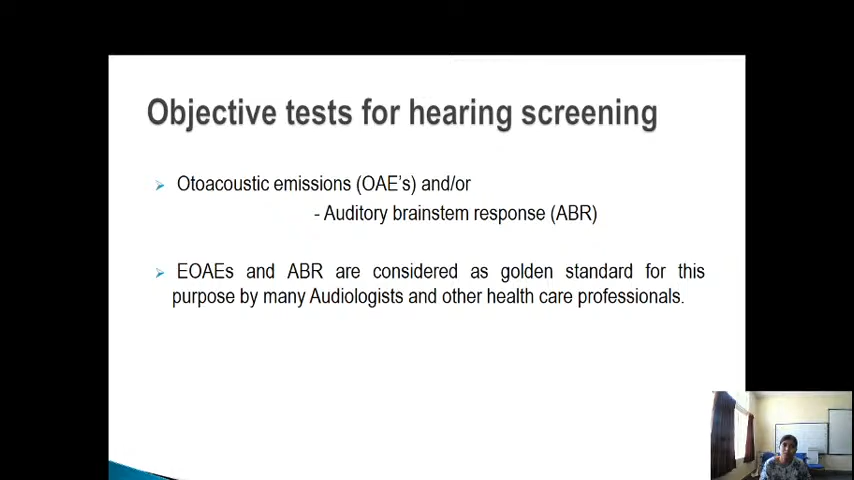 Objective tests for hearing screening
Otoacoustic emissions (OAE's) and/or
- Auditory brainstem response (ABR)
EOAEs and ABR are considered as golden standard for this
purpose by many Audiologists and other health care professionals.